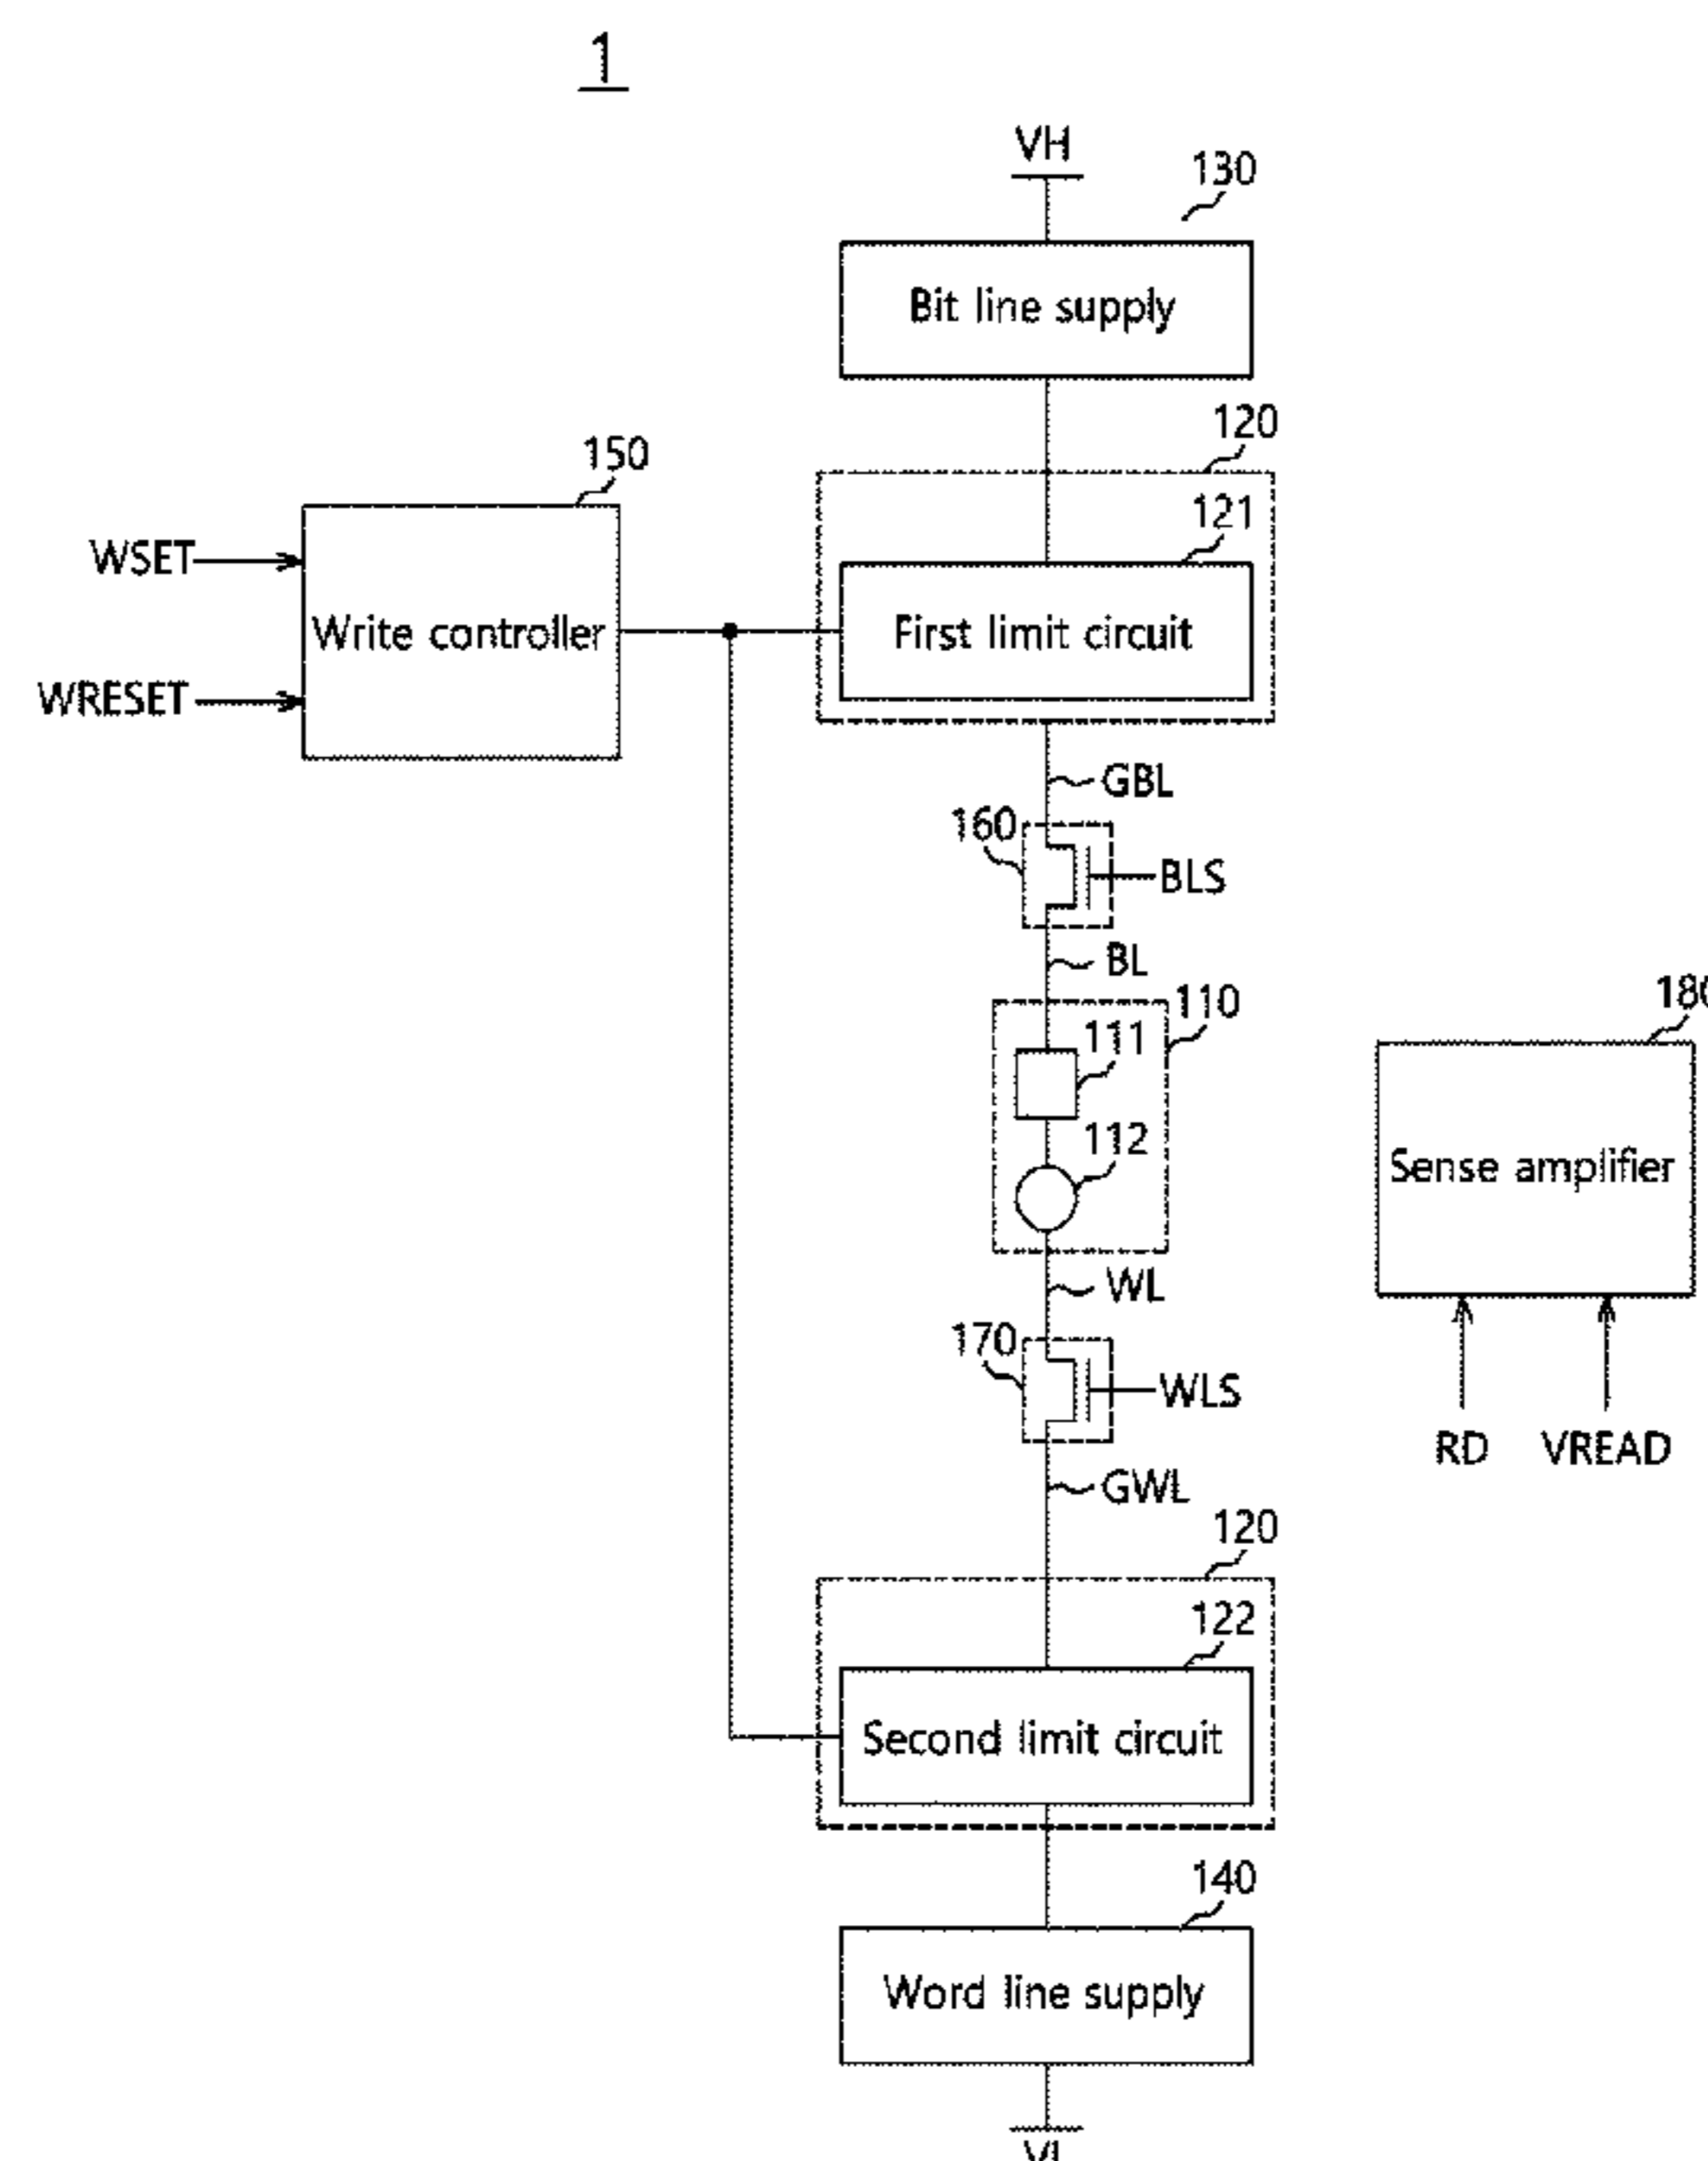 1
VH
130
Bit line supply
120
150
121
WSET
Write controller
First limit circuit
WRESET
GBL
160
BLS
BL
110
111
180
112
Sense amplifier
WL
170
WLS
RD VREAD
GWL
120
122
Second limit circuit
140
Word line supply